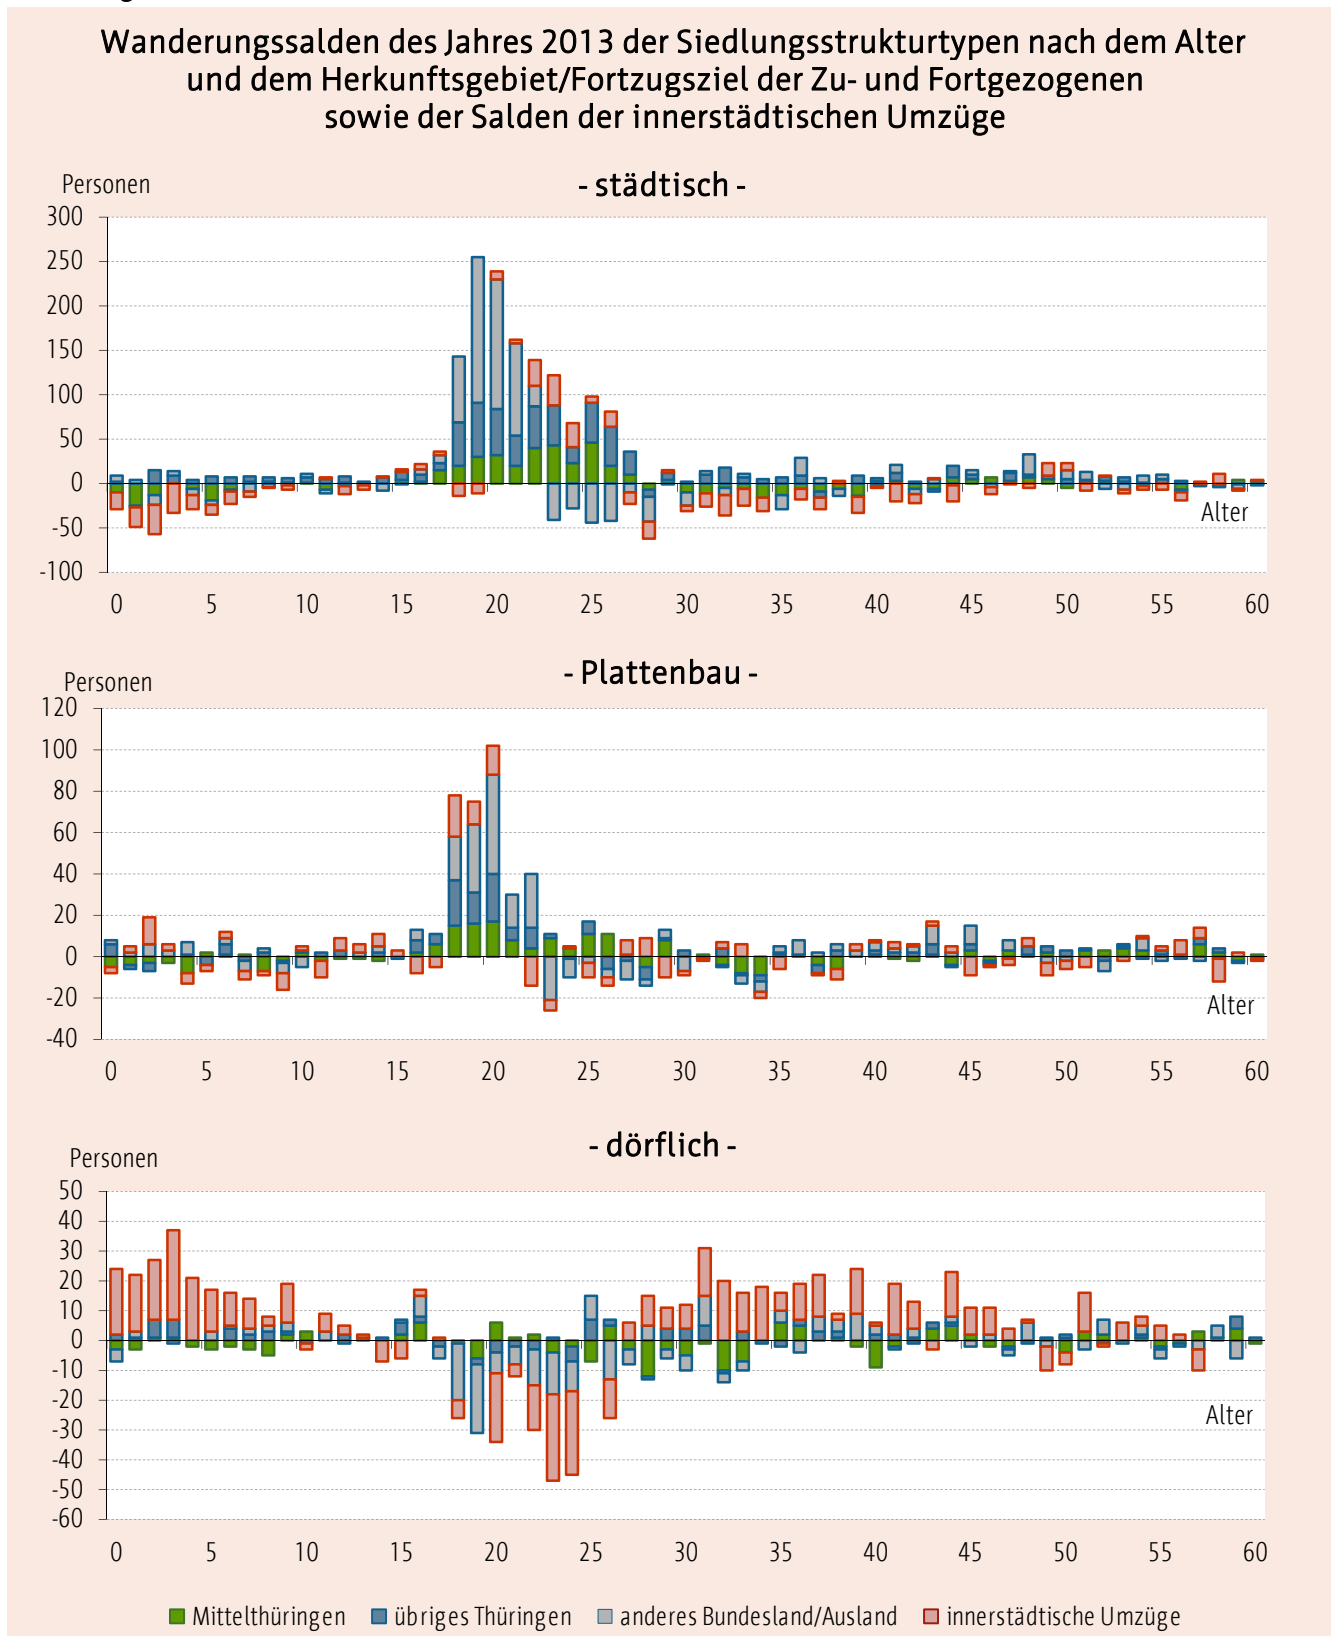 Wanderungssalden des Jahres 2013 der Siedlungsstrukturtypen nach dem Alter
und dem Herkunftsgebiet/Fortzugsziel der Zu- und Fortgezogenen
sowie der Salden der innerstädtischen Umzüge
Personen
- städtisch -
300
250
200
150
100
50
0
-50
-100
Alter
0 5 10 15 20 25 30 35 40 45 50 55 60
Personen
- Plattenbau -
120
100
80
60
40
20
0
-20
-40
Alter
0 5 10 15 20 25 30 35 40 45 50 55 60
Personen
- dörflich -
50
40
30
20
10
0
-10
-20
-30
-40
-50
-60
Alter
0 5 10 15 20 25 30 35 40 45 50 55 60
Mittelthüringen übriges Thüringen anderes Bundesland/Ausland innerstädtische Umzüge